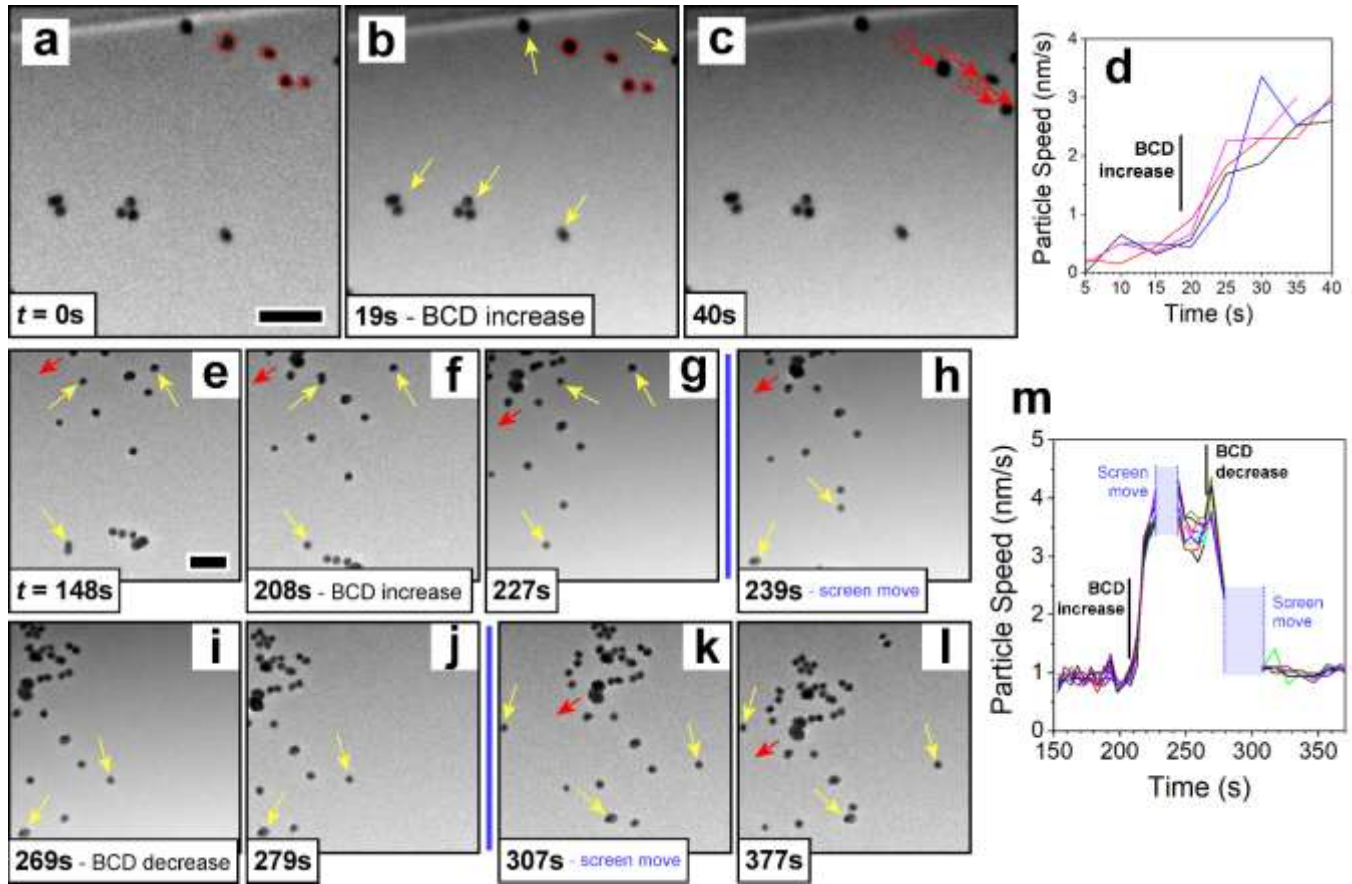 a
t = 0s
b
19s - BCD increase
c
40s
d
Particle Speed (nm/s)
4
3
2
1
0
BCD
increase
5 10 15 20 25 30 35 40
Time (s)
e
t = 148s
f
208s - BCD increase
g
227s
h
239s - screen move
i
269s - BCD decrease
j
279s
k
307s - screen move
l
377s
m
Particle Speed (nm/s)
5
4
3
2
1
0
Screen
move
BCD
decrease
BCD
increase
Screen
move
150 200 250 300 350
Time (s)